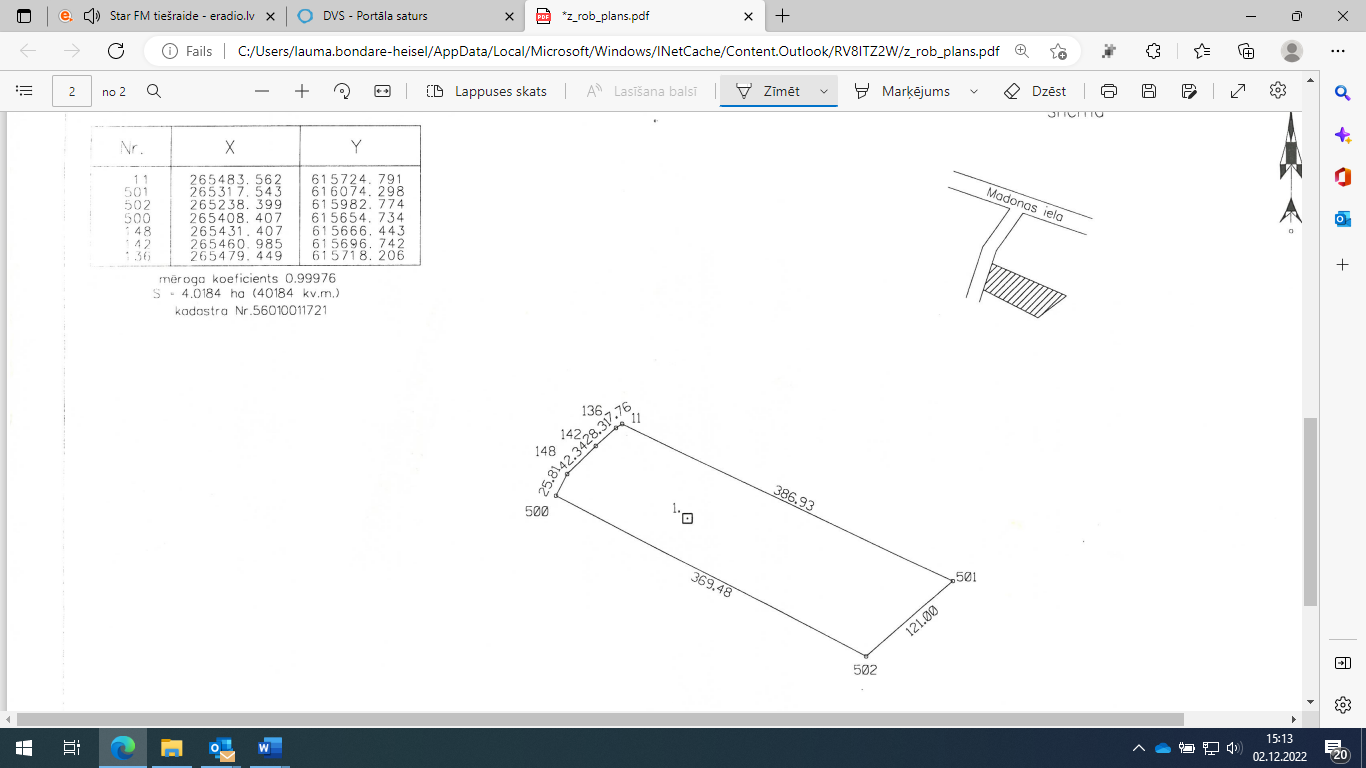 Star FM tiešraide - eradio.lv
DVS - Portāla saturs
*z_rob_plans.pdf
Fails
C:/Users/lauma.bondare-heisel/AppData/Local/Microsoft/Windows/INetCache/Content.Outlook/RV8ITZ2W/z_rob_plans.pdf
2
no 2
Lappuses skats
Lasīšana balsī
Zīmēt
Marķējums
Dzēst
Shema
Nr. X Y
11 265483.562 615724.791
501 265317.543 616074.298
502 265238.399 615982.774
500 265408.407 615654.734
148 265431.407 615666.443
142 265460.985 615696.742
136 265479.449 615718.206
mēroga koeficients 0.99976
S = 4.0184 ha (40184 kv.m.)
kadastra Nr.56010011721
Madonas iela
136
7.76
11
142
28.31
148
42.34
25.81
500
1.
386.93
369.48
501
121.00
502
15:13
02.12.2022
20